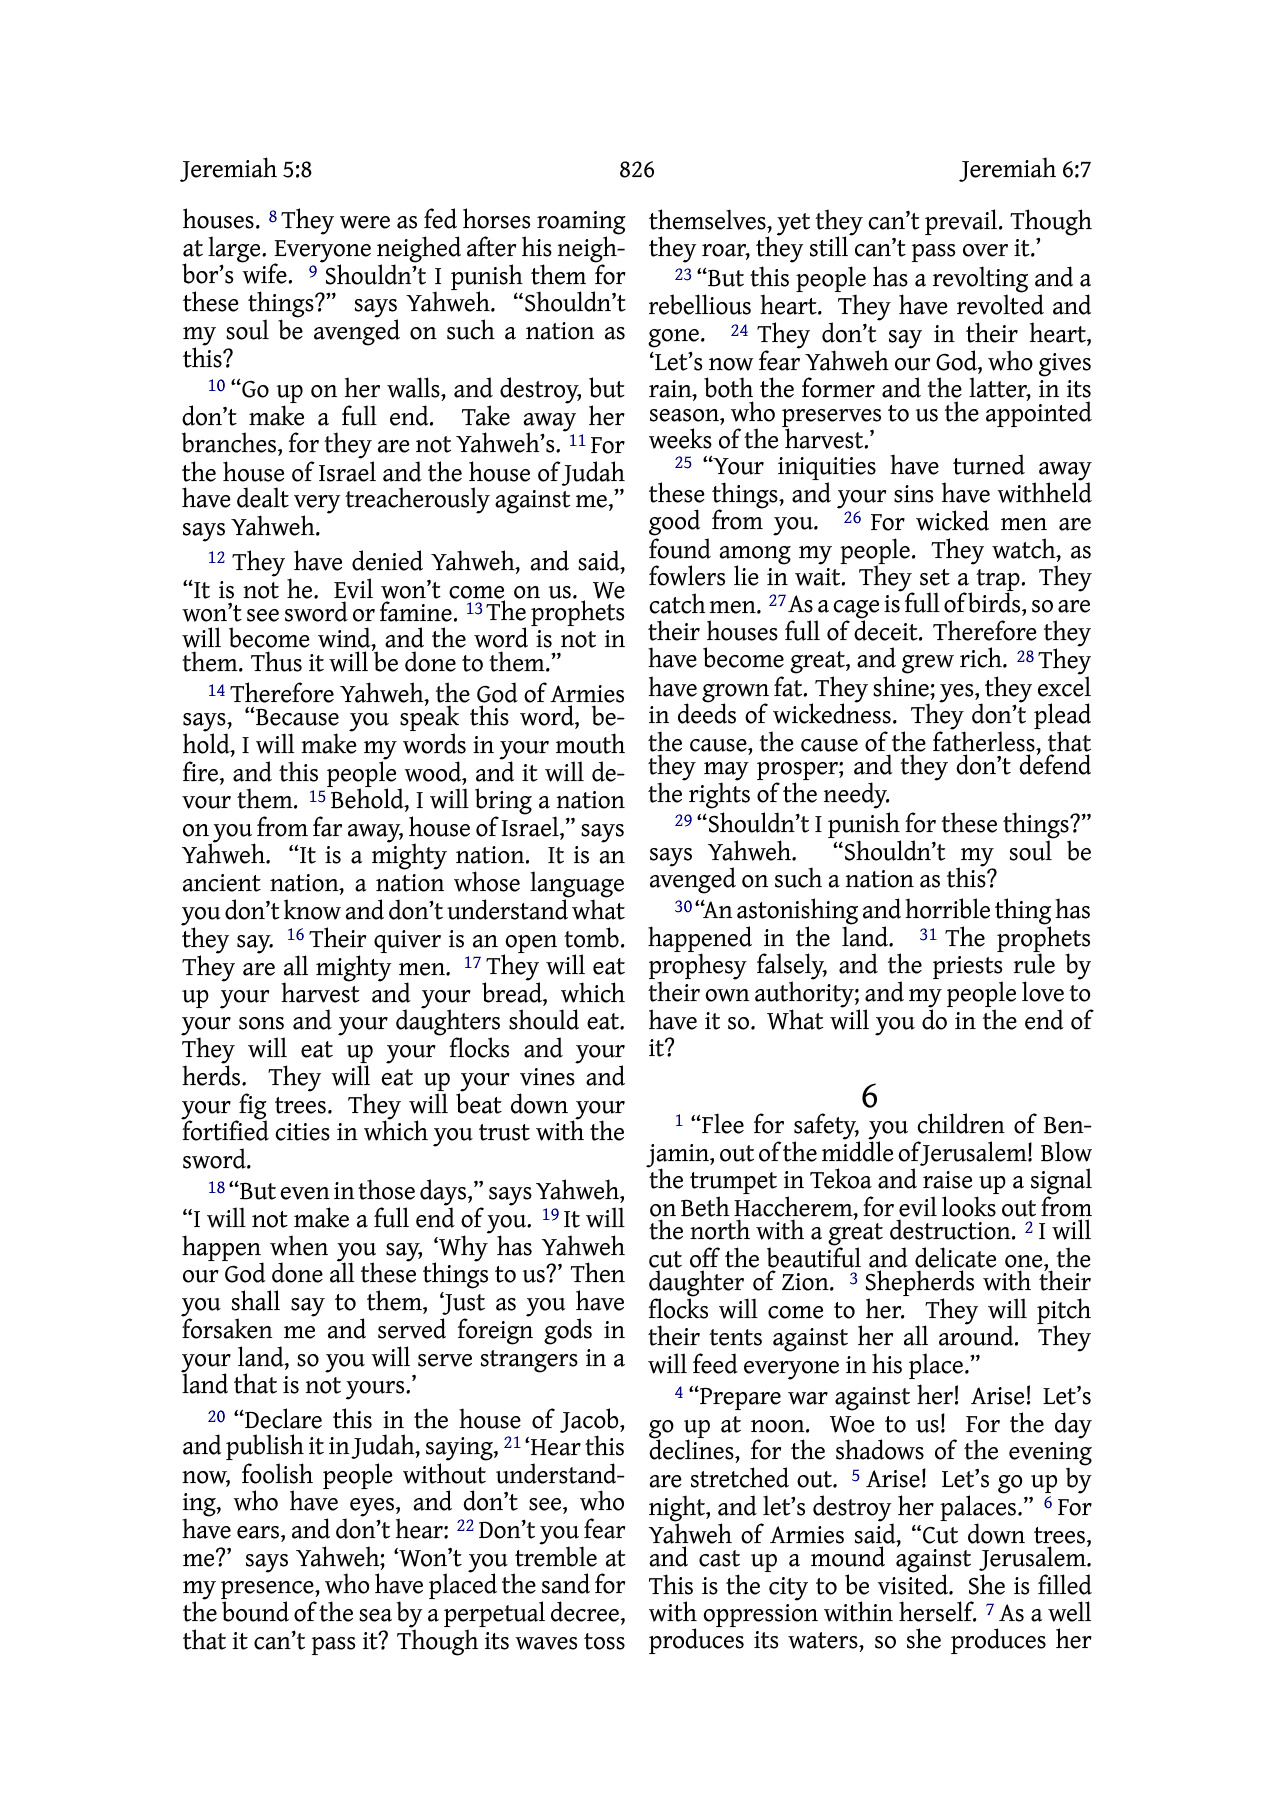 Jeremiah 5:8 826 Jeremiah 6:7
houses. 8 They were as fed horses roaming
at large. Everyone neighed after his neigh-
bor’s wife. 9 Shouldn’t I punish them for
these things?” says Yahweh. “Shouldn’t
my soul be avenged on such a nation as
this?
10 “Go up on her walls, and destroy, but
don’t make a full end. Take away her
branches, for they are not Yahweh’s. 11 For
the house of Israel and the house of Judah
have dealt very treacherously against me,”
says Yahweh.
12 They have denied Yahweh, and said,
“It is not he. Evil won’t come on us. We
won’t see sword or famine. 13 The prophets
will become wind, and the word is not in
them. Thus it will be done to them.”
14 Therefore Yahweh, the God of Armies
says, “Because you speak this word, be-
hold, I will make my words in your mouth
fire, and this people wood, and it will de-
vour them. 15 Behold, I will bring a nation
on you from far away, house of Israel,” says
Yahweh. “It is a mighty nation. It is an
ancient nation, a nation whose language
you don’t know and don’t understand what
they say. 16 Their quiver is an open tomb.
They are all mighty men. 17 They will eat
up your harvest and your bread, which
your sons and your daughters should eat.
They will eat up your flocks and your
herds. They will eat up your vines and
your fig trees. They will beat down your
fortified cities in which you trust with the
sword.
18 “But even in those days,” says Yahweh,
“I will not make a full end of you. 19 It will
happen when you say, ‘Why has Yahweh
our God done all these things to us?’ Then
you shall say to them, ‘Just as you have
forsaken me and served foreign gods in
your land, so you will serve strangers in a
land that is not yours.’
20 “Declare this in the house of Jacob,
and publish it in Judah, saying, 21 ‘Hear this
now, foolish people without understand-
ing, who have eyes, and don’t see, who
have ears, and don’t hear: 22 Don’t you fear
me?’ says Yahweh; ‘Won’t you tremble at
my presence, who have placed the sand for
the bound of the sea by a perpetual decree,
that it can’t pass it? Though its waves toss
themselves, yet they can’t prevail. Though
they roar, they still can’t pass over it.’
23 “But this people has a revolting and a
rebellious heart. They have revolted and
gone. 24 They don’t say in their heart,
‘Let’s now fear Yahweh our God, who gives
rain, both the former and the latter, in its
season, who preserves to us the appointed
weeks of the harvest.’
25 “Your iniquities have turned away
these things, and your sins have withheld
good from you. 26 For wicked men are
found among my people. They watch, as
fowlers lie in wait. They set a trap. They
catch men. 27 As a cage is full of birds, so are
their houses full of deceit. Therefore they
have become great, and grew rich. 28 They
have grown fat. They shine; yes, they excel
in deeds of wickedness. They don’t plead
the cause, the cause of the fatherless, that
they may prosper; and they don’t defend
the rights of the needy.
29 “Shouldn’t I punish for these things?”
says Yahweh. “Shouldn’t my soul be
avenged on such a nation as this?
30 “An astonishing and horrible thing has
happened in the land. 31 The prophets
prophesy falsely, and the priests rule by
their own authority; and my people love to
have it so. What will you do in the end of
it?
6
1 “Flee for safety, you children of Ben-
jamin, out of the middle of Jerusalem! Blow
the trumpet in Tekoa and raise up a signal
on Beth Haccherem, for evil looks out from
the north with a great destruction. 2 I will
cut off the beautiful and delicate one, the
daughter of Zion. 3 Shepherds with their
flocks will come to her. They will pitch
their tents against her all around. They
will feed everyone in his place.”
4 “Prepare war against her! Arise! Let’s
go up at noon. Woe to us! For the day
declines, for the shadows of the evening
are stretched out. 5 Arise! Let’s go up by
night, and let’s destroy her palaces.” 6 For
Yahweh of Armies said, “Cut down trees,
and cast up a mound against Jerusalem.
This is the city to be visited. She is filled
with oppression within herself. 7 As a well
produces its waters, so she produces her